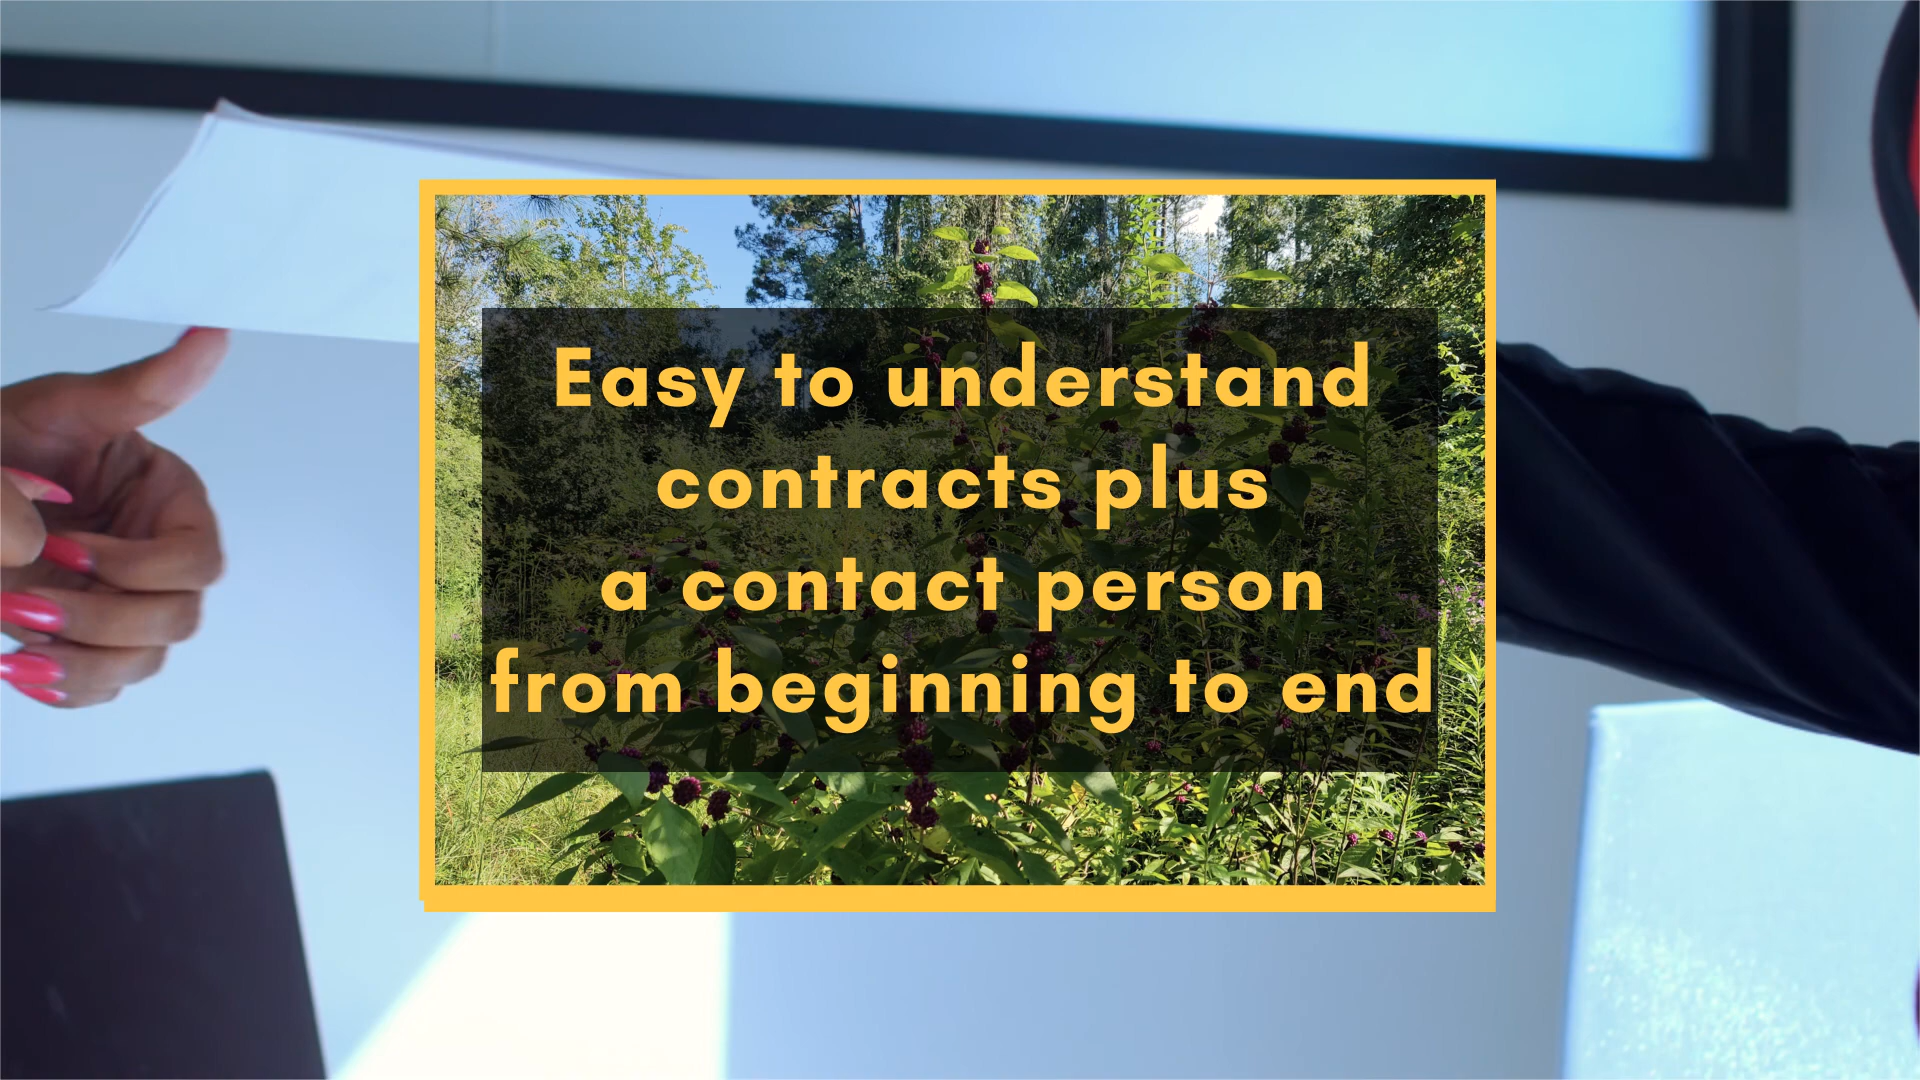 Easy to understand
contracts plus
a contact person
from beginning to end